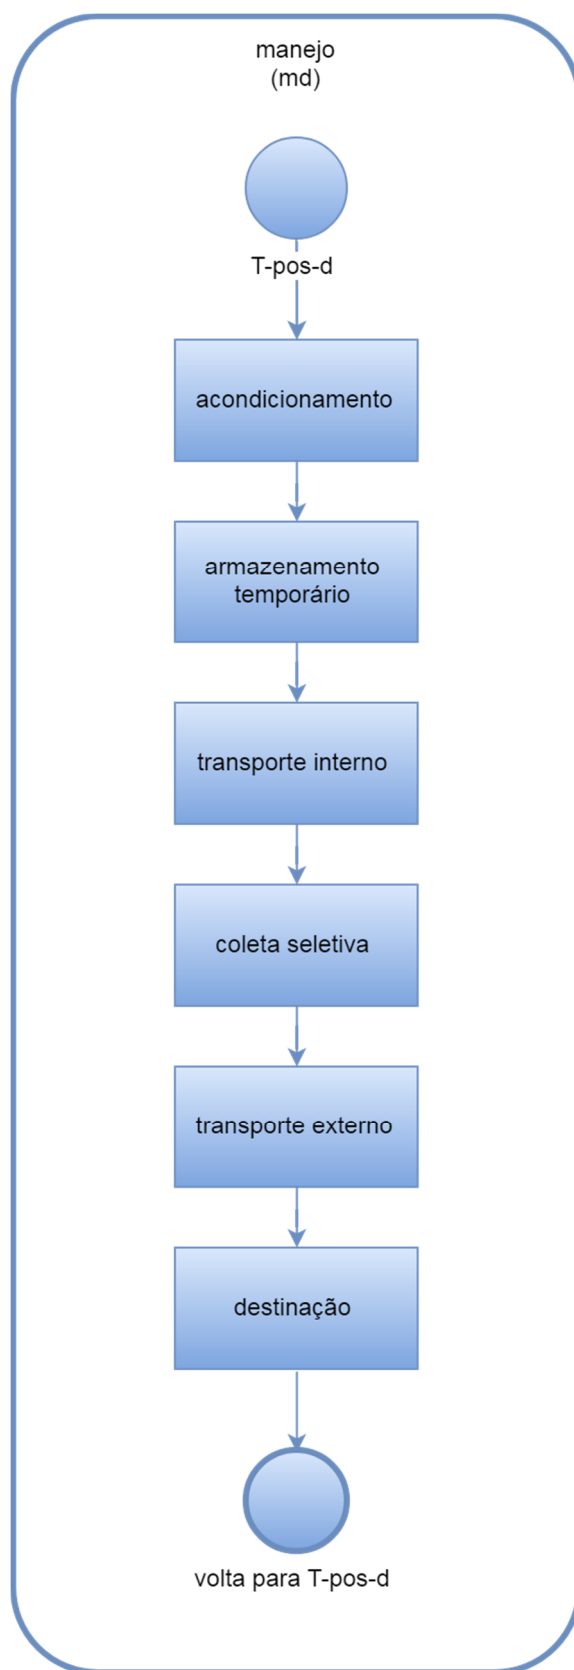 manejo
(md)
T-pos-d
acondicionamento
armazenamento
temporário
transporte interno
coleta seletiva
transporte externo
destinação
volta para T-pos-d